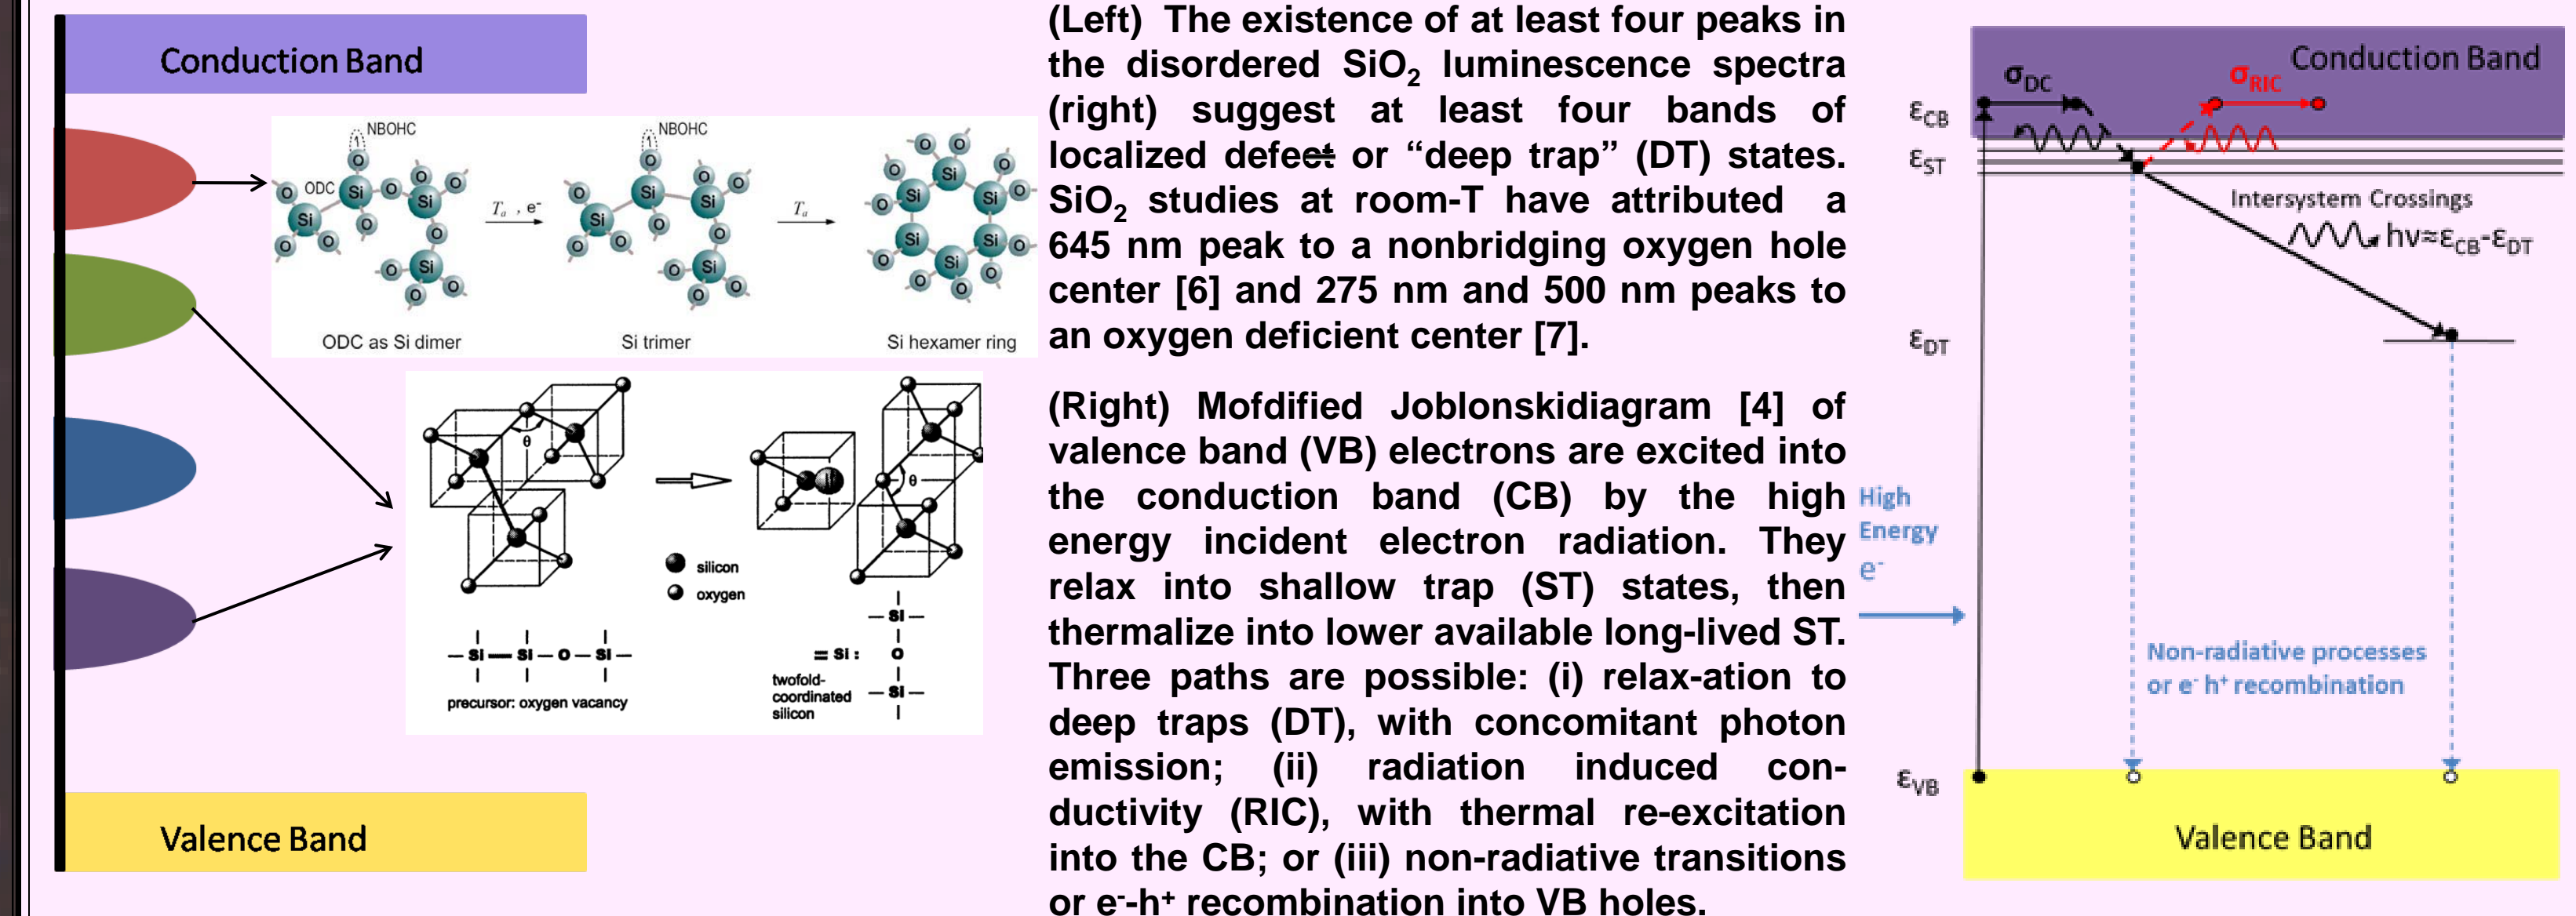 Conduction Band
NBOHC
NBOHC
ODC
Si
O
Tₐ , e⁻
Tₐ
ODC as Si dimer
Si trimer
Si hexamer ring
θ
θ
silicon
oxygen
— Si — Si — O — Si —
precursor: oxygen vacancy
= Si :
twofold-
coordinated
silicon
— Si —
O
— Si —
Valence Band
(Left) The existence of at least four peaks in
the disordered SiO₂ luminescence spectra
(right) suggest at least four bands of
localized defect or “deep trap” (DT) states.
SiO₂ studies at room-T have attributed a
645 nm peak to a nonbridging oxygen hole
center [6] and 275 nm and 500 nm peaks to
an oxygen deficient center [7].
(Right) Mofdified Joblonskidiagram [4] of
valence band (VB) electrons are excited into
the conduction band (CB) by the high
energy incident electron radiation. They
relax into shallow trap (ST) states, then
thermalize into lower available long-lived ST.
Three paths are possible: (i) relax-ation to
deep traps (DT), with concomitant photon
emission; (ii) radiation induced con-
ductivity (RIC), with thermal re-excitation
into the CB; or (iii) non-radiative transitions
or e⁻-h⁺ recombination into VB holes.
Conduction Band
σDC
σRIC
εCB
εST
Intersystem Crossings
hν≈εCB-εDT
εDT
High
Energy
e⁻
Non-radiative processes
or e⁻ h⁺ recombination
εVB
Valence Band